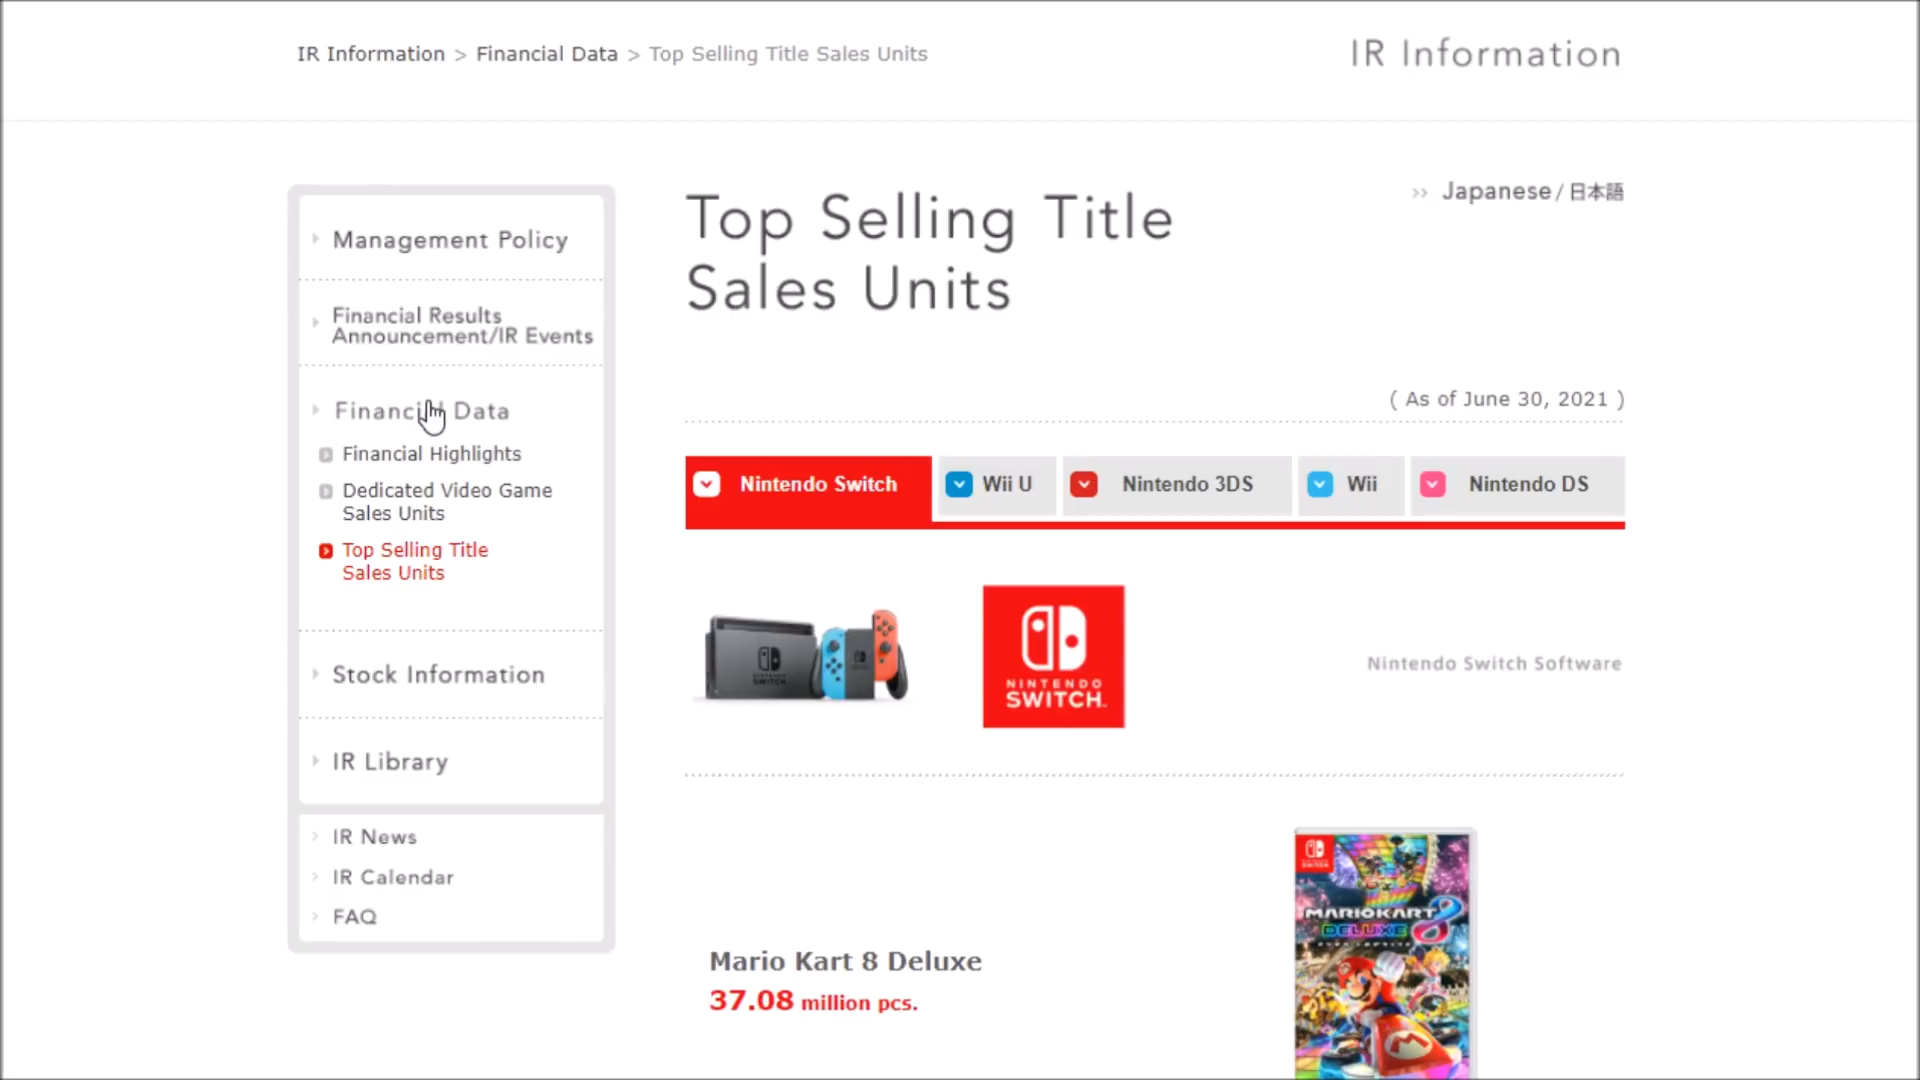 IR Information > Financial Data > Top Selling Title Sales Units
IR Information
Management Policy
Financial Results
Announcement/IR Events
Financial Data
Financial Highlights
Dedicated Video Game
Sales Units
Top Selling Title
Sales Units
Stock Information
IR Library
IR News
IR Calendar
FAQ
Top Selling Title
Sales Units
Japanese / 日本語
( As of June 30, 2021 )
Nintendo Switch
Wii U
Nintendo 3DS
Wii
Nintendo DS
NINTENDO
SWITCH
NINTENDO
SWITCH.
Nintendo Switch Software
Mario Kart 8 Deluxe
37.08 million pcs.
MARIOKART 8
DELUXE